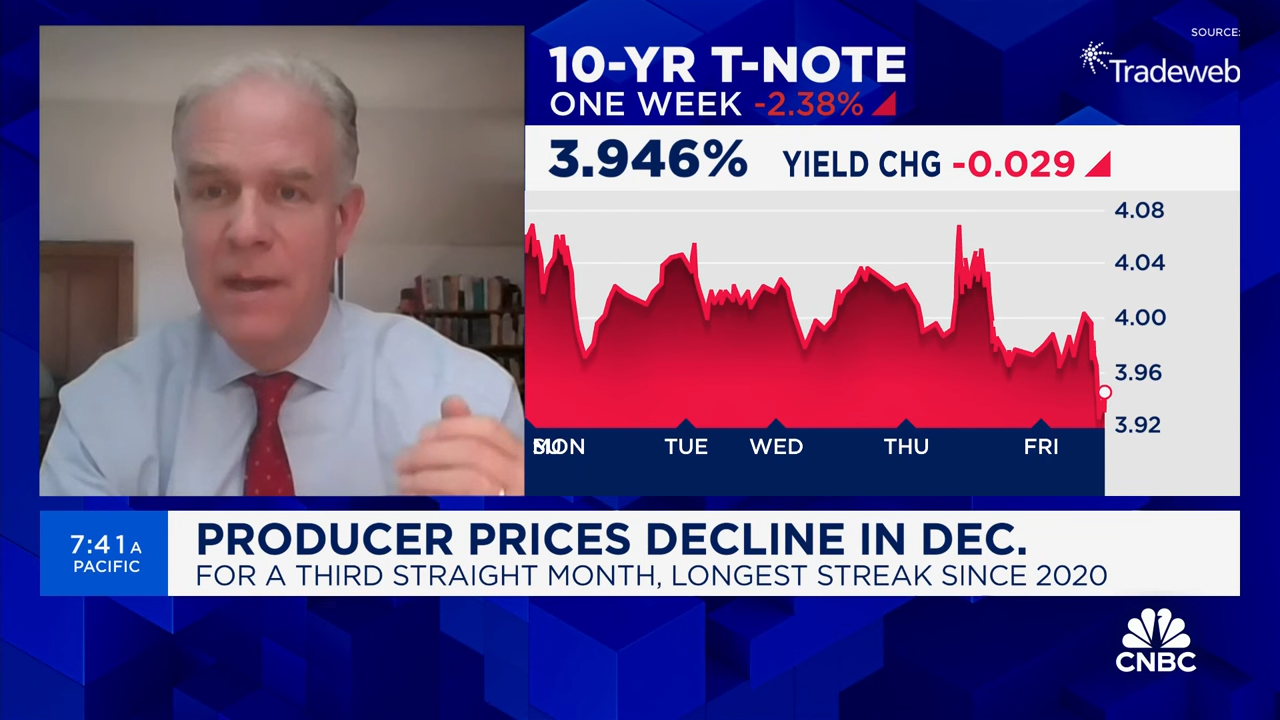 SOURCE:
Tradeweb
10-YR T-NOTE
ONE WEEK -2.38%
3.946% YIELD CHG -0.029
4.08
4.04
4.00
3.96
3.92
MON TUE WED THU FRI
7:41 A
PACIFIC
PRODUCER PRICES DECLINE IN DEC.
FOR A THIRD STRAIGHT MONTH, LONGEST STREAK SINCE 2020
CNBC